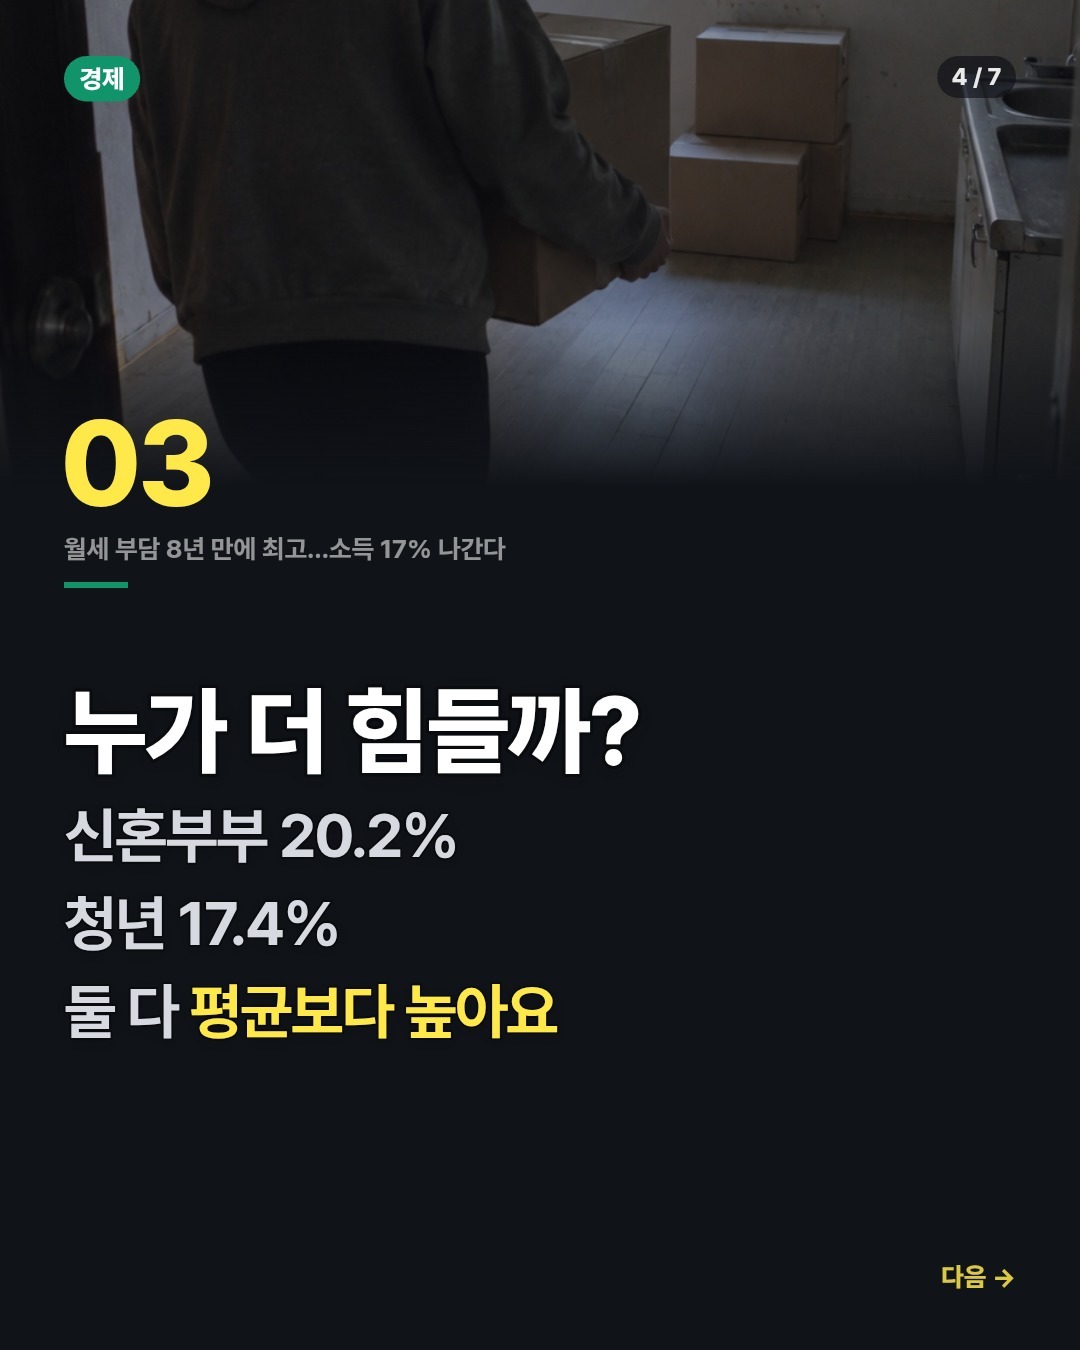 경제
4 / 7
03
월세 부담 8년 만에 최고...소득 17% 나간다
누가 더 힘들까?
신혼부부 20.2%
청년 17.4%
둘 다 평균보다 높아요
다음 →